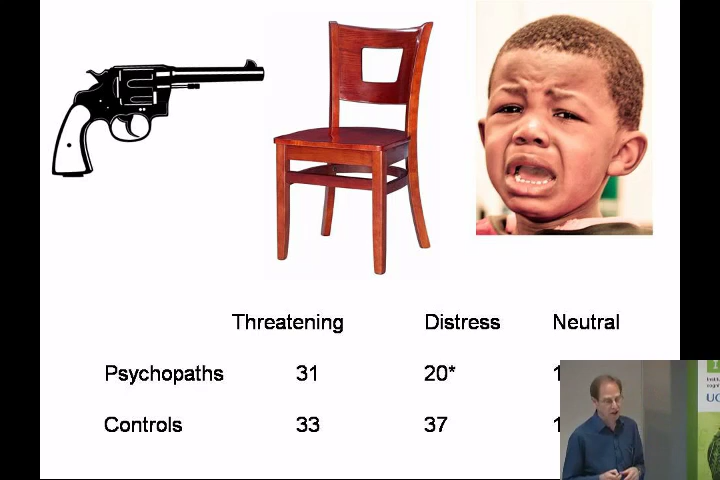 Threatening Distress Neutral
Psychopaths 31 20*
Controls 33 37